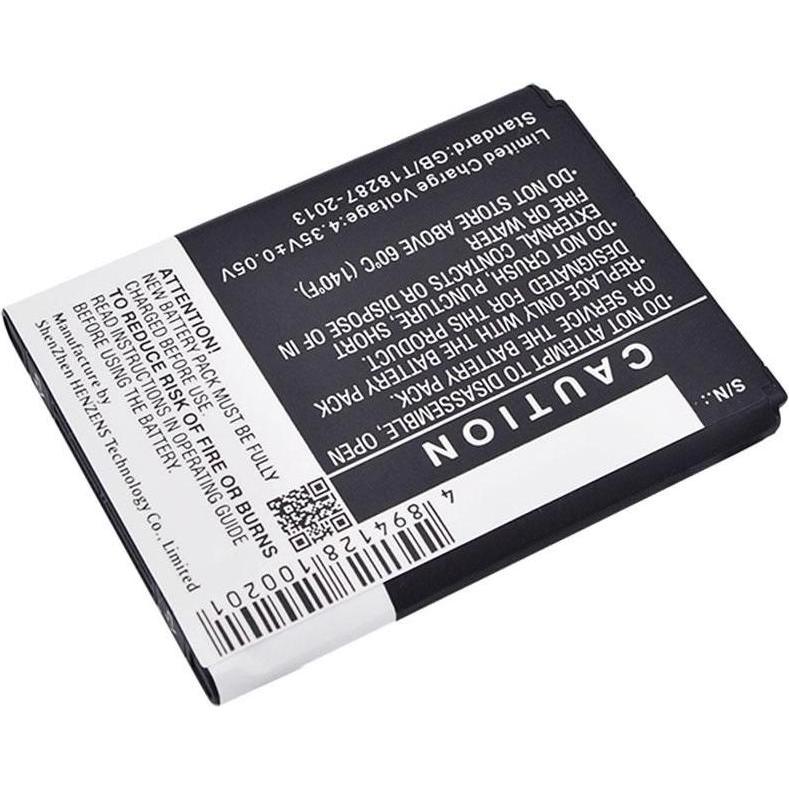 S/N.:
CAUTION
•DO NOT ATTEMPT TO DISASSEMBLE, OPEN
OR SERVICE THE BATTERY PACK.
•REPLACE ONLY WITH THE BATTERY PACK
DESIGNATED FOR THIS PRODUCT.
•DO NOT CRUSH, PUNCTURE, SHORT
EXTERNAL CONTACTS OR DISPOSE OF IN
FIRE OR WATER
•DO NOT STORE ABOVE 60°C (140°F).
Standard:GB/T18287-2013
Limited Charge Voltage:4.35V±0.05V
ATTENTION!
NEW BATTERY PACK MUST BE FULLY
CHARGED BEFORE USE.
TO REDUCE RISK OF FIRE OR BURNS
READ INSTRUCTIONS IN OPERATING GUIDE
BEFORE USING THE BATTERY.
Manufacture by:
ShenZhen HENZENS Technology Co., Limited
4 894128 100201